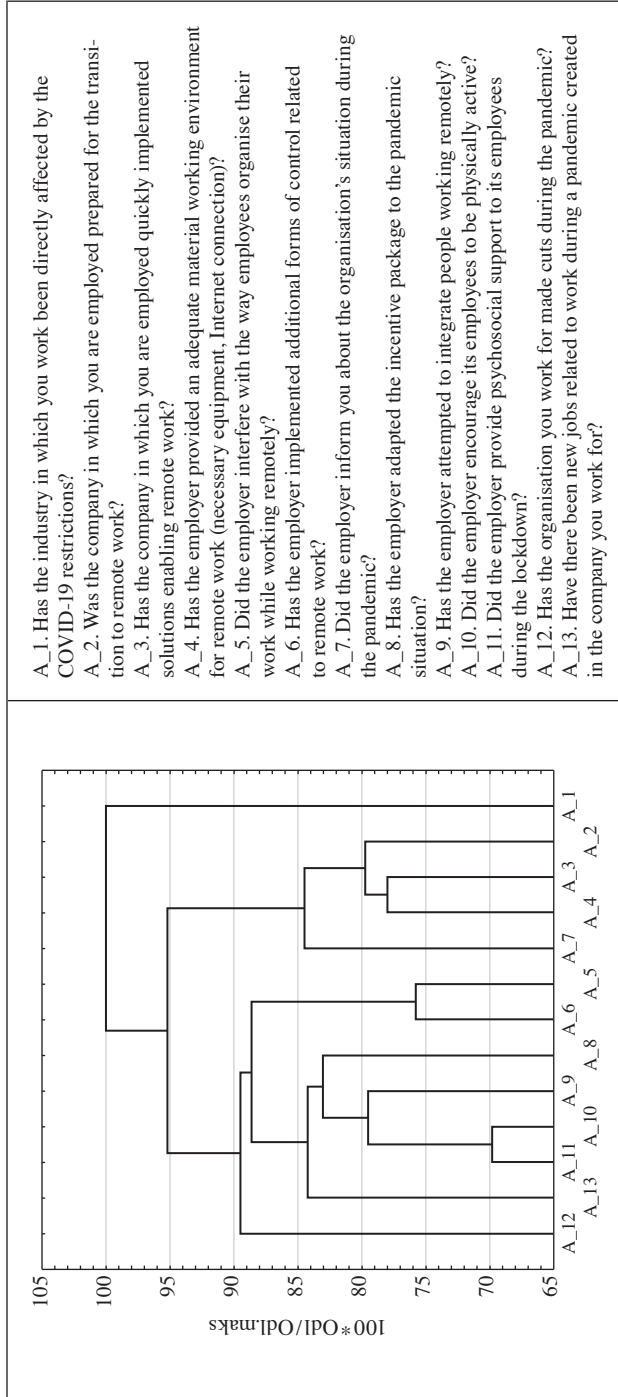 105
100
95
90
85
80
75
70
65
100*Odl/Odl.maks
A_12
A_13
A_11
A_10
A_9
A_8
A_6
A_5
A_7
A_4
A_3
A_2
A_1
A_1. Has the industry in which you work been directly affected by the
COVID-19 restrictions?
A_2. Was the company in which you are employed prepared for the transi-
tion to remote work?
A_3. Has the company in which you are employed quickly implemented
solutions enabling remote work?
A_4. Has the employer provided an adequate material working environment
for remote work (necessary equipment, Internet connection)?
A_5. Did the employer interfere with the way employees organise their
work while working remotely?
A_6. Has the employer implemented additional forms of control related
to remote work?
A_7. Did the employer inform you about the organisation's situation during
the pandemic?
A_8. Has the employer adapted the incentive package to the pandemic
situation?
A_9. Has the employer attempted to integrate people working remotely?
A_10. Did the employer encourage its employees to be physically active?
A_11. Did the employer provide psychosocial support to its employees
during the lockdown?
A_12. Has the organisation you work for made cuts during the pandemic?
A_13. Have there been new jobs related to work during a pandemic created
in the company you work for?